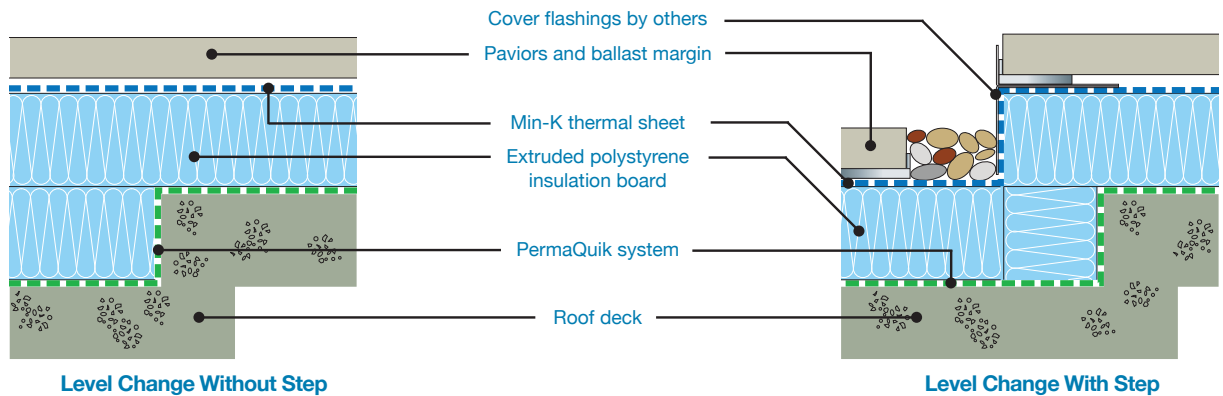 Cover flashings by others
Paviors and ballast margin
Min-K thermal sheet
Extruded polystyrene
insulation board
PermaQuik system
Roof deck
Level Change Without Step
Level Change With Step